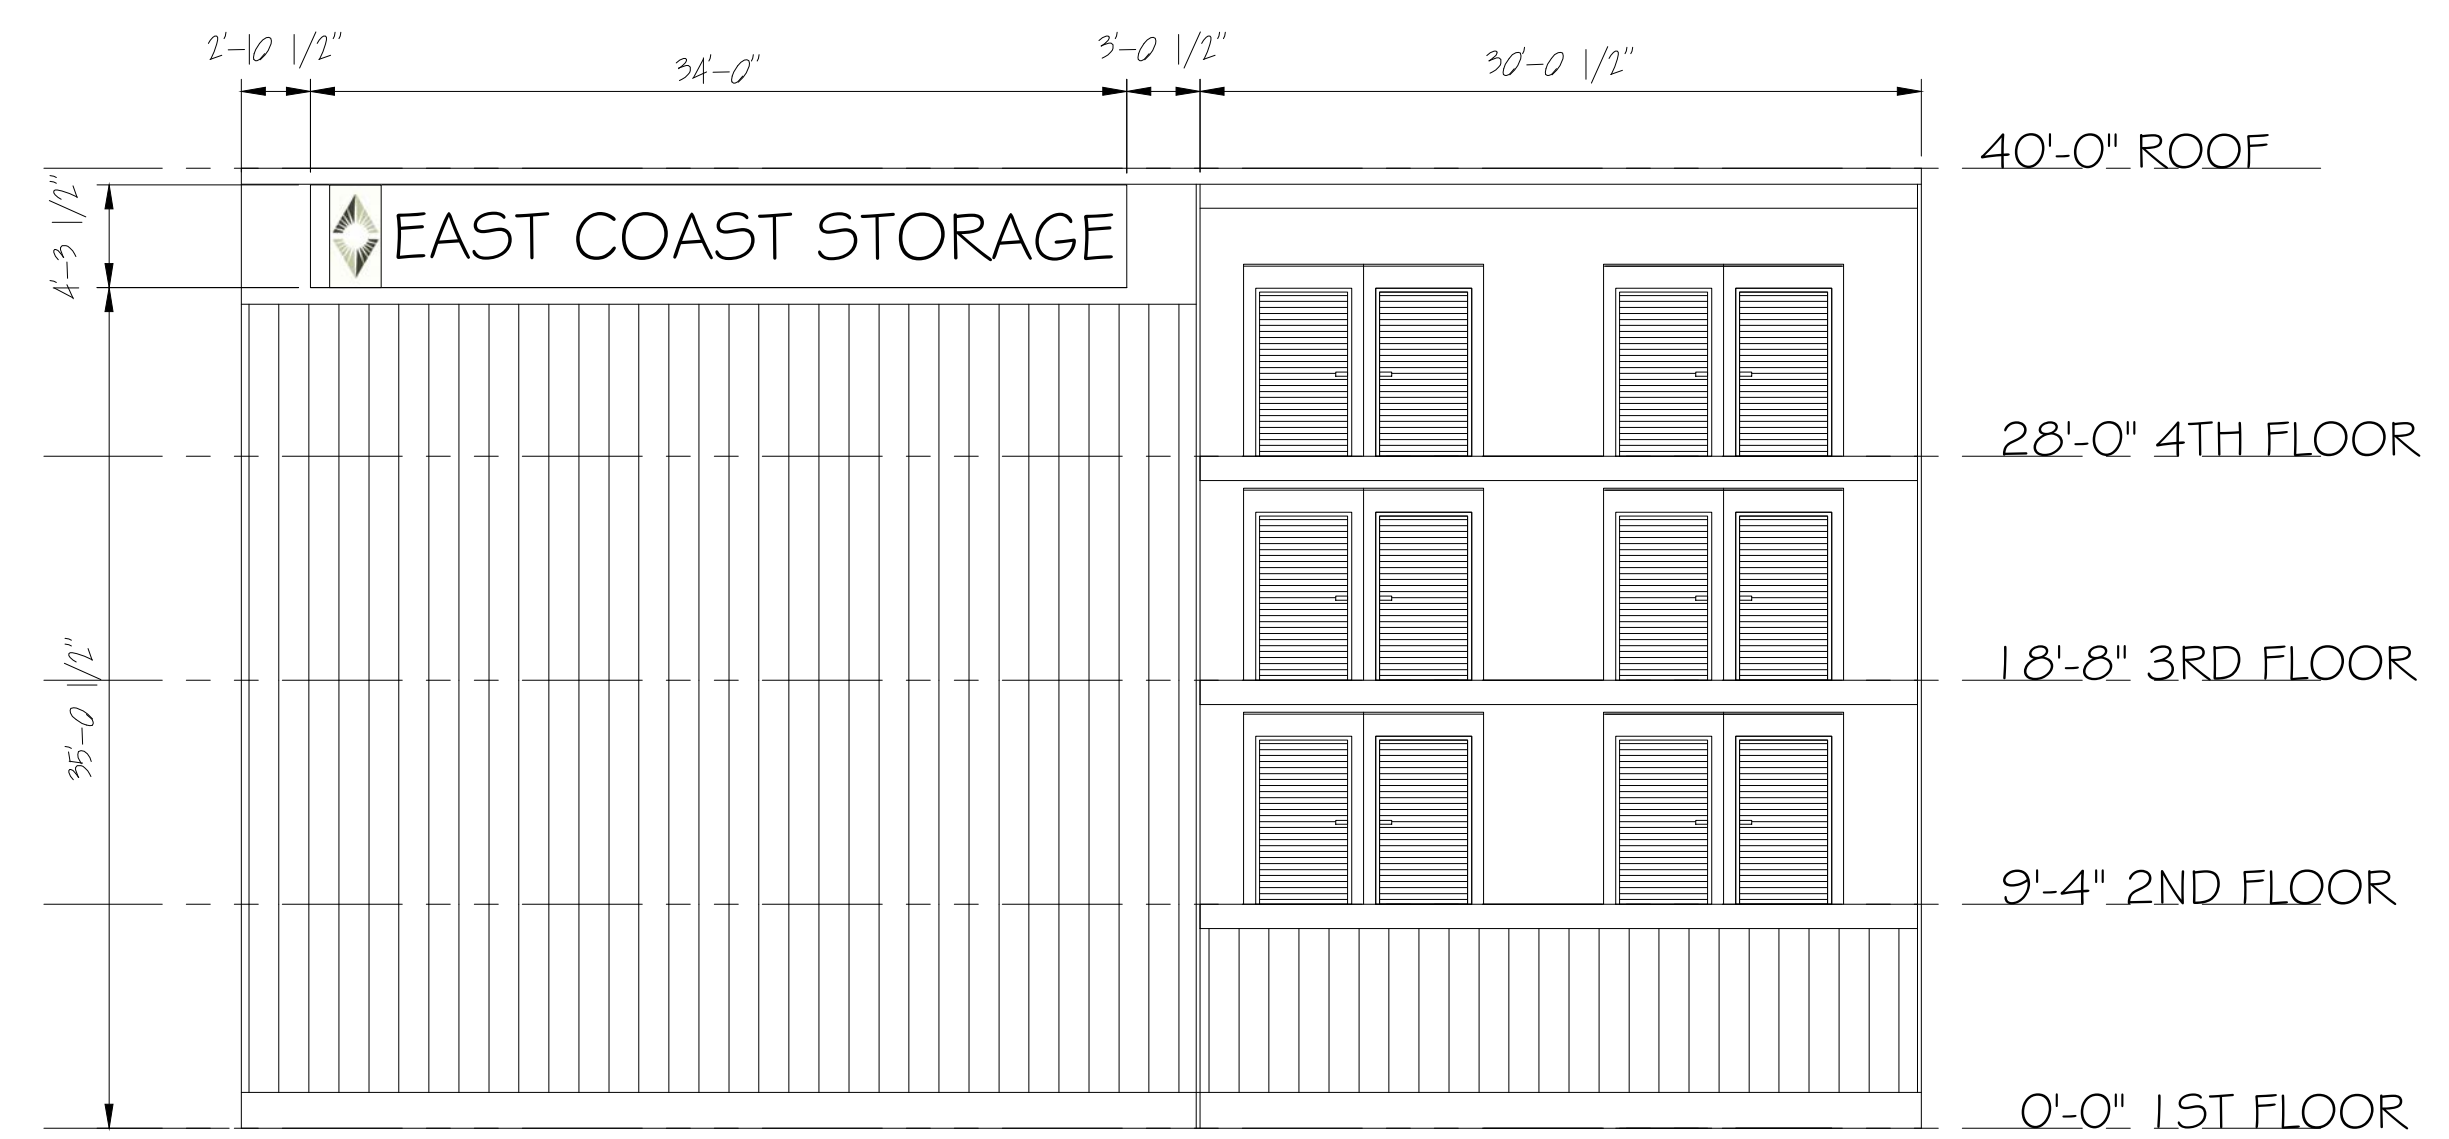 2'-10 1/2"
34'-0"
3'-0 1/2"
30'-0 1/2"
40'-0" ROOF
4'-3 1/2"
EAST COAST STORAGE
28'-0" 4TH FLOOR
35'-0 1/2"
18'-8" 3RD FLOOR
9'-4" 2ND FLOOR
0'-0" 1ST FLOOR